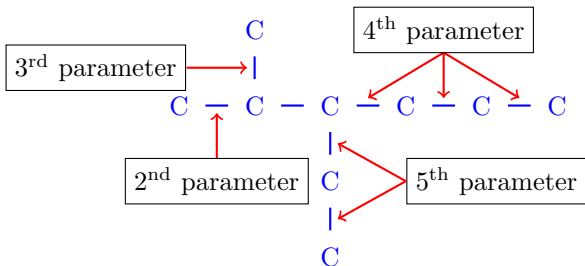 C
4th parameter
3rd parameter
C – C – C – C – C – C
2nd parameter
C
5th parameter
C